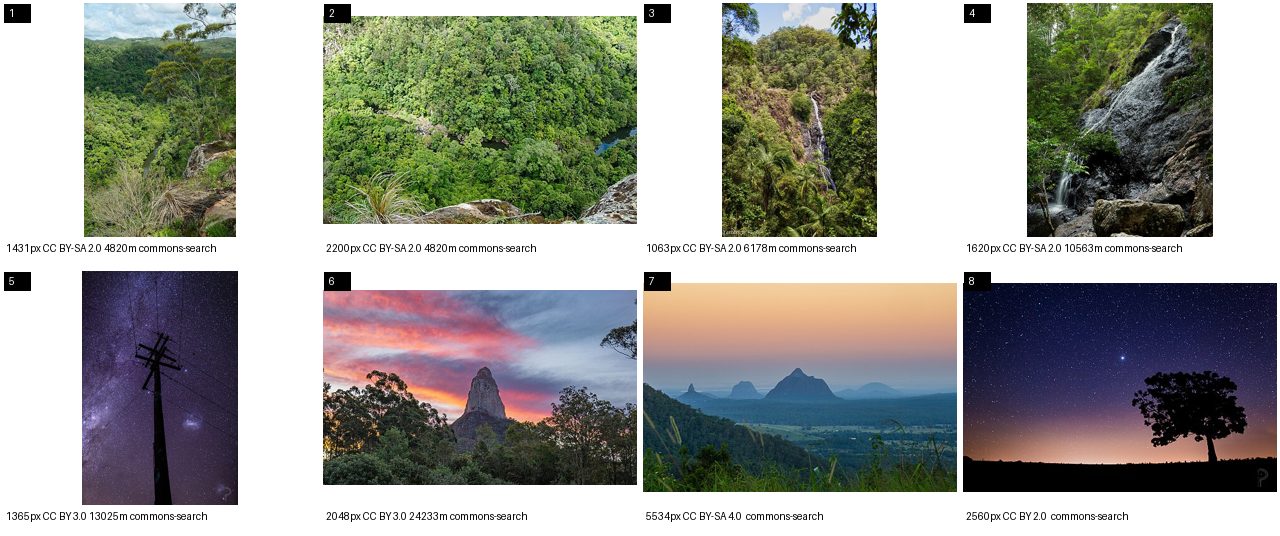 1
2
3
4
1431px CC BY-SA 2.0 4820m commons-search
2200px CC BY-SA 2.0 4820m commons-search
1063px CC BY-SA 2.0 6178m commons-search
1620px CC BY-SA 2.0 10563m commons-search
5
6
7
8
1365px CC BY 3.0 13025m commons-search
2048px CC BY 3.0 24233m commons-search
5534px CC BY-SA 4.0 commons-search
2560px CC BY 2.0 commons-search